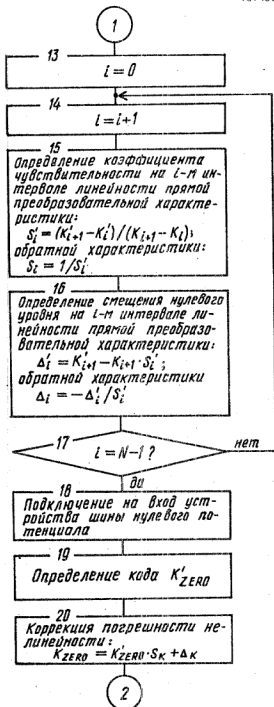 1
13
i=0
14
i=i+1
15
Определение коэффициента
чувствительности на i-м ин-
тервале линейности прямой
преобразовательной характе-
ристики:
S'i=(K'i+1-K'i)/(Ki+1-Ki);
обратной характеристики:
Si=1/S'i
16
Определение смещения нулевого
уровня на i-м интервале ли-
нейности прямой преобразо-
вательной характеристики:
Δ'i=K'i+1-Ki+1·S'i;
обратной характеристики
Δi=-Δ'i/S'i
17
i=N-1?
нет
да
18
Подключение на вход уст-
ройства шины нулевого по-
тенциала
19
Определение кода K'ZERO
20
Коррекция погрешности не-
линейности:
KZERO=K'ZERO·SK+ΔK
2